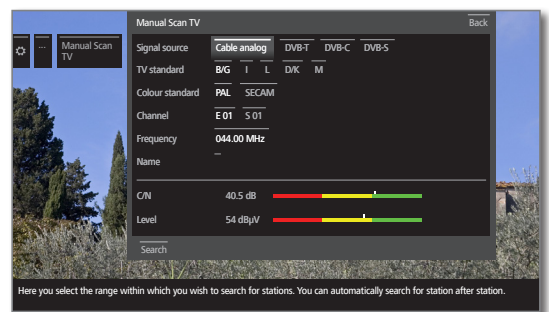 Manual Scan TV Back
... Manual Scan
TV
Signal source Cable analog DVB-T DVB-C DVB-S
TV standard B/G I L D/K M
Colour standard PAL SECAM
Channel E 01 S 01
Frequency 044.00 MHz
Name –
C/N 40.5 dB
Level 54 dBµV
Search
Here you select the range within which you wish to search for stations. You can automatically search for station after station.